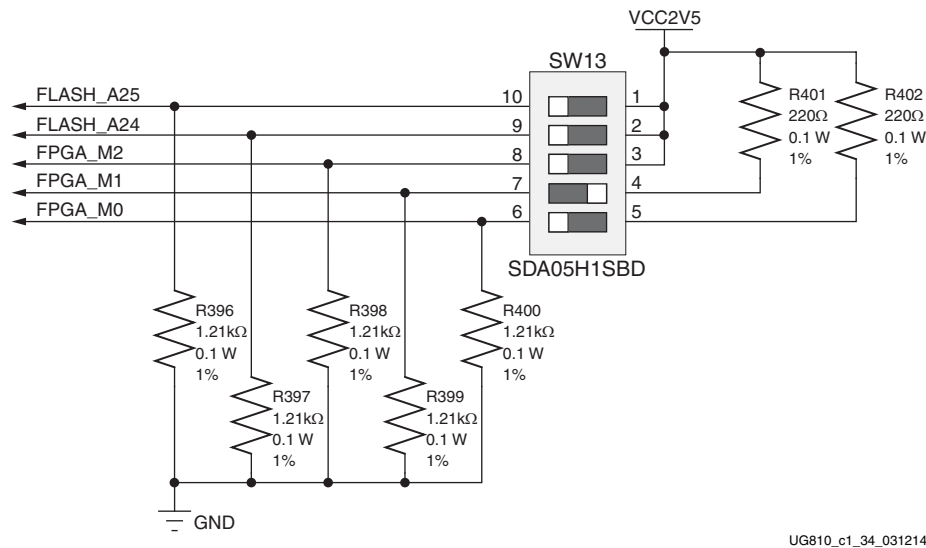 VCC2V5
SW13
FLASH_A25
10
1
FLASH_A24
9
2
FPGA_M2
8
3
FPGA_M1
7
4
FPGA_M0
6
5
SDA05H1SBD
R401
220Ω
0.1 W
1%
R402
220Ω
0.1 W
1%
R396
1.21kΩ
0.1 W
1%
R398
1.21kΩ
0.1 W
1%
R400
1.21kΩ
0.1 W
1%
R397
1.21kΩ
0.1 W
1%
R399
1.21kΩ
0.1 W
1%
GND
UG810_c1_34_031214